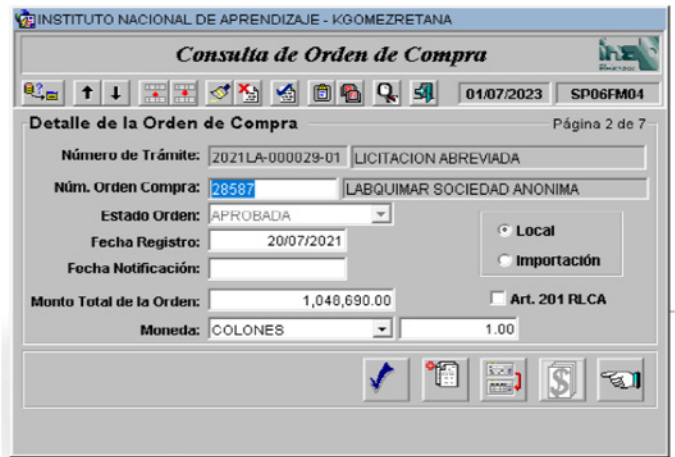 INSTITUTO NACIONAL DE APRENDIZAJE - KGOMEZRETANA
Consulta de Orden de Compra
ina
01/07/2023 SP06FM04
Detalle de la Orden de Compra Página 2 de 7
Número de Trámite: 2021LA-000029-01 LICITACION ABREVIADA
Núm. Orden Compra: 28587 LABQUIMAR SOCIEDAD ANONIMA
Estado Orden: APROBADA
Local
Fecha Registro: 20/07/2021
Importación
Fecha Notificación:
Monto Total de la Orden: 1,048,690.00 Art. 201 RLCA
Moneda: COLONES 1.00